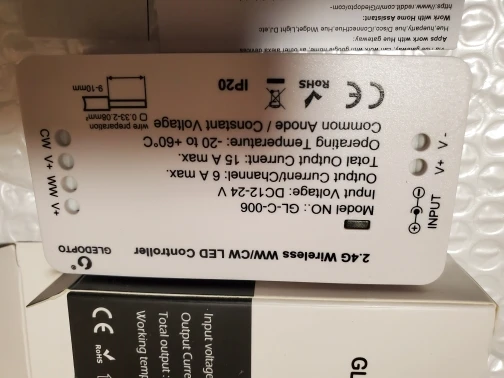 2.4G Wireless WW/CW LED Controller
GLEDOPTO
Model NO.: GL-C-006
Input Voltage: DC12-24 V
Output Current/Channel: 6 A max.
Total Output Current: 15 A max.
Operating Temperature: -20 to +60°C
Common Anode / Constant Voltage
INPUT
V+
V-
V+
WW
V+
CW
wire preparation
0.33-2.08mm²
9-10mm
CE
RoHS
IP20
Work with Home Assistant:
Apps work with Hue gateway:
Input voltage
Output Curre
Total output
Working temp
CE
RoHS
GL